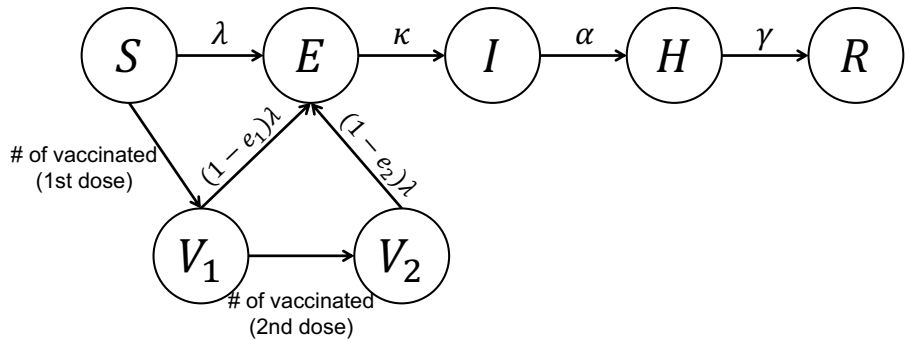 S λ E κ I α H γ R
# of vaccinated
(1st dose)
(1 − e₁)λ
(1 − e₂)λ
V₁ V₂
# of vaccinated
(2nd dose)